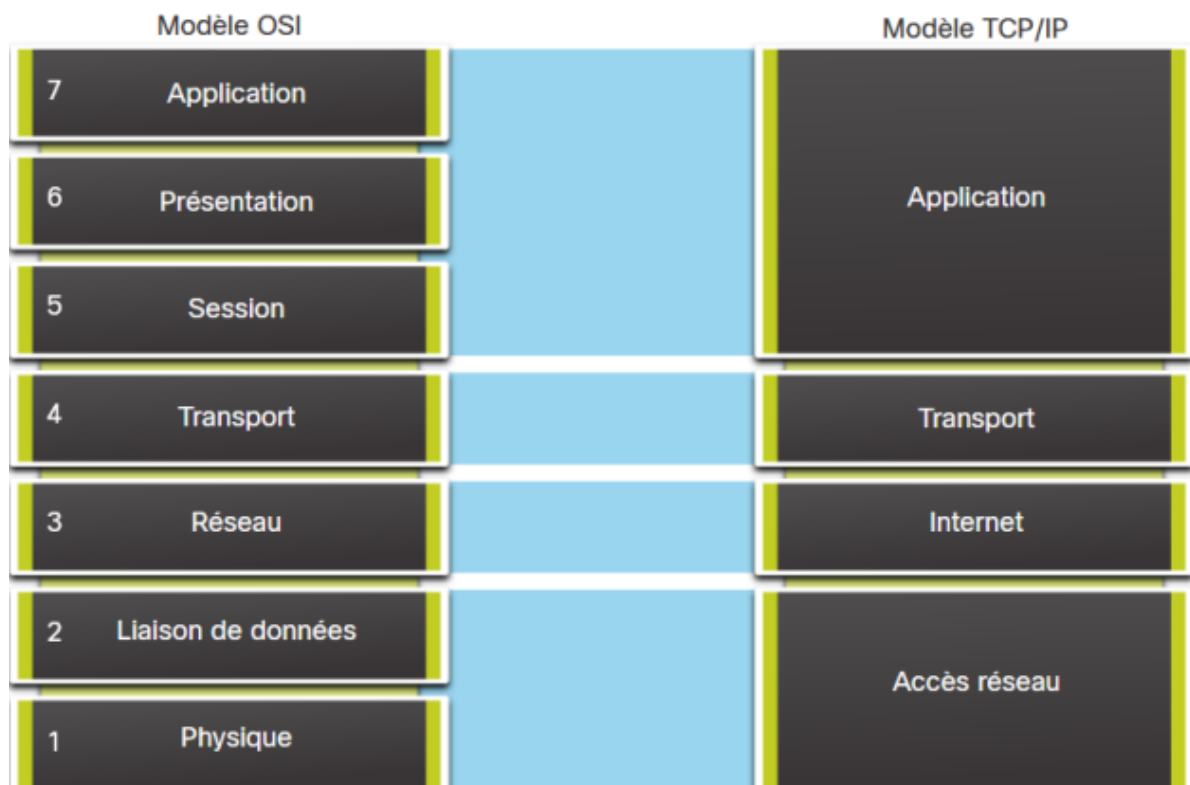 Modèle OSI
Modèle TCP/IP
7 Application
6 Présentation
5 Session
4 Transport
3 Réseau
2 Liaison de données
1 Physique
Application
Transport
Internet
Accès réseau